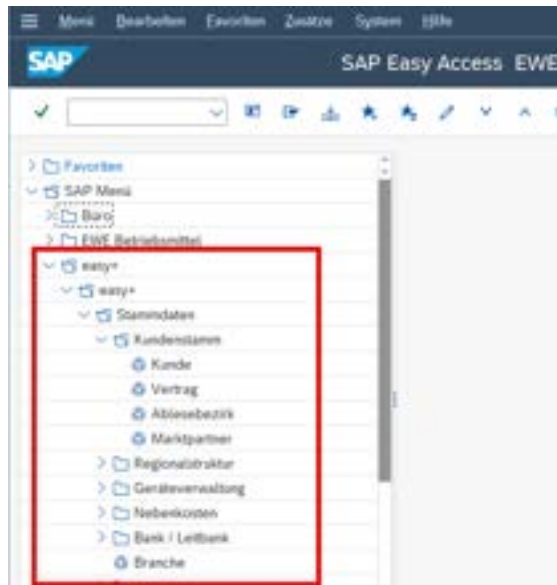 Menü Bearbeiten Favoriten Zusätze System Hilfe
SAP
SAP Easy Access EWE
Favoriten
SAP Menü
Büro
EWE Betriebsmittel
easy+
easy+
Stammdaten
Kundenstamm
Kunde
Vertrag
Ablesebezirk
Marktpartner
Regionalstruktur
Geräteverwaltung
Nebenkosten
Bank / Leitbank
Branche